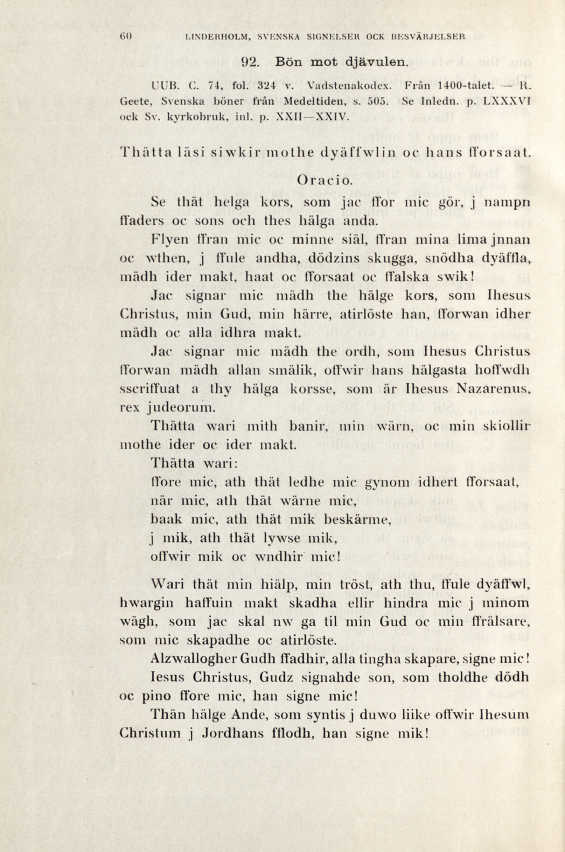 60 LINDERHOLM, SVENSKA SIGNELSER OCK BESVÄRJELSER
92. Bön mot djävulen.
UUB. C. 74, fol. 324 v. Vadstenakodex. Från 1400-talet. — R.
Geete, Svenska böner från Medeltiden, s. 505. Se Inledn. p. LXXXVI
ock Sv. kyrkobruk, inl. p. XXII—XXIV.
Thätta läsi siwkir mothe dyäffwlin oc hans fforsaat.
Oracio.
Se thät helga kors, som jac ffor mic gör, j nampn
ffaders oc sons och thes hälga anda.
Flyen ffran mic oc minne siäl, ffran mina lima jnnan
oc wthen, j ffule andha, dödzins skugga, snödha dyäffla,
mädh ider makt, haat oc fforsaat oc ffalska swik!
Jac signar mic mädh the hälge kors, som Ihesus
Christus, min Gud, min härre, atirlöste han, fforwan idher
mädh oc alla idhra makt.
Jac signar mic mädh the ordh, som Ihesus Christus
fforwan mädh allan smälik, offwir hans hälgasta hoffwdh
sscriffuat a thy hälga korsse, som är Ihesus Nazarenus,
rex judeorum.
Thätta wari mith banir, min wärn, oc min skiollir
mothe ider oc ider makt.
Thätta wari:
ffore mic, ath thät ledhe mic gynom idhert fforsaat,
när mic, ath thät wärne mic,
baak mic, ath thät mik beskärme,
j mik, ath thät lywse mik,
offwir mik oc wndhir mic!
Wari thät min hiälp, min tröst, ath thu, ffule dyäffwl,
hwargin haffuin makt skadha ellir hindra mic j minom
wägh, som jac skal nw ga til min Gud oc min ffrälsare,
som mic skapadhe oc atirlöste.
Alzwallogher Gudh ffadhir, alla tingha skapare, signe mic!
Iesus Christus, Gudz signahde son, som tholdhe dödh
oc pino ffore mic, han signe mic!
Thän hälge Ande, som syntis j duwo liike offwir Ihesum
Christum j Jordhans fflodh, han signe mik!